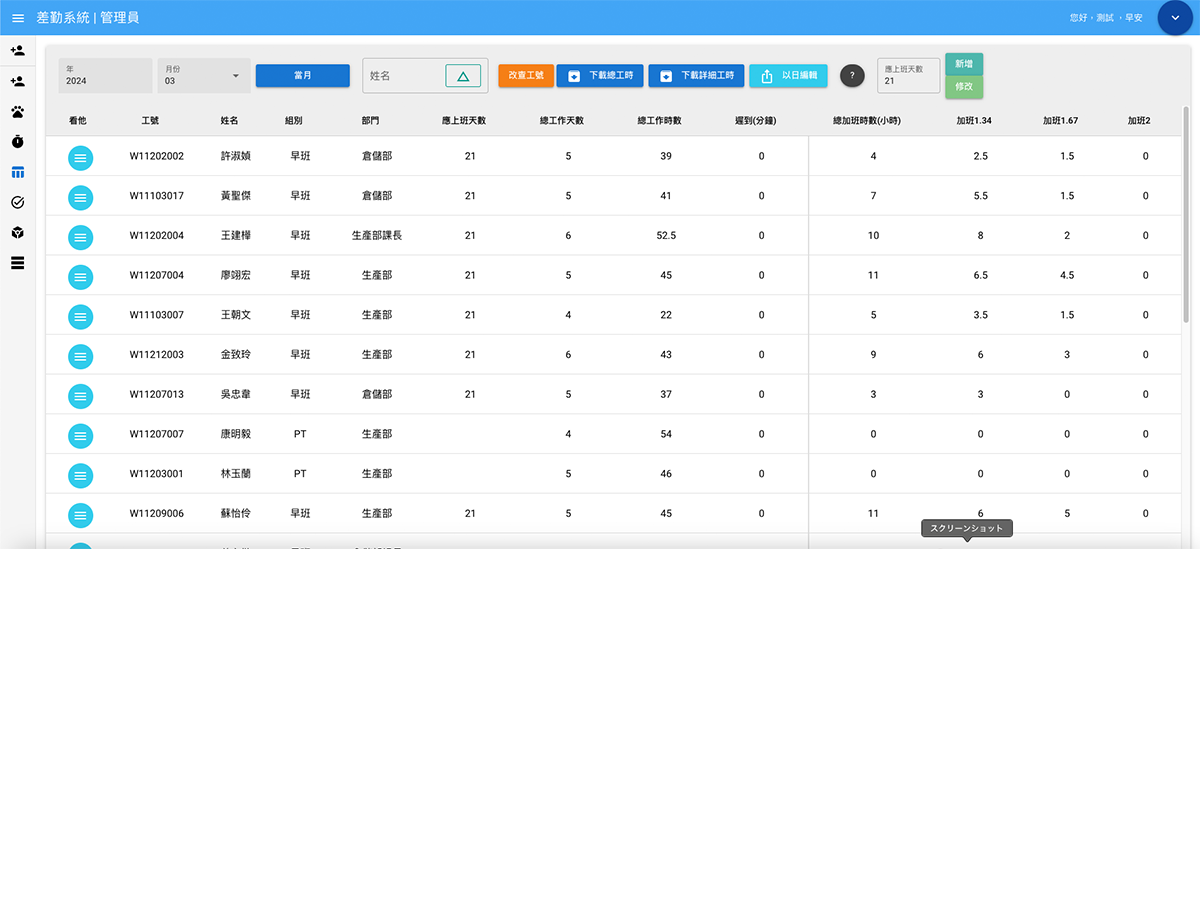 差勤系統 | 管理員
您好，測試，早安
年
2024
月份
03
當月
姓名
改查工號
下載總工時
下載詳細工時
以日編輯
?
應上班天數
21
新增
修改
看他 工號 姓名 組別 部門 應上班天數 總工作天數 總工作時數 遲到(分鐘) 總加班時數(小時) 加班1.34 加班1.67 加班2
W11202002 許淑媜 早班 倉儲部 21 5 39 0 4 2.5 1.5 0
W11103017 黃聖傑 早班 倉儲部 21 5 41 0 7 5.5 1.5 0
W11202004 王建樺 早班 生產部課長 21 6 52.5 0 10 8 2 0
W11207004 廖翊宏 早班 生產部 21 5 45 0 11 6.5 4.5 0
W11103007 王朝文 早班 生產部 21 4 22 0 5 3.5 1.5 0
W11212003 金致玲 早班 生產部 21 6 43 0 9 6 3 0
W11207013 吳忠韋 早班 倉儲部 21 5 37 0 3 3 0 0
W11207007 康明毅 PT 生產部 4 54 0 0 0 0 0
W11203001 林玉蘭 PT 生產部 5 46 0 0 0 0 0
W11209006 蘇怡伶 早班 生產部 21 5 45 0 11 6 5 0
スクリーンショット